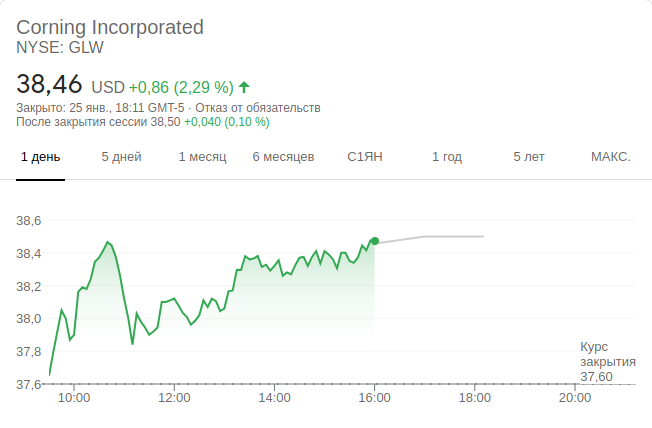 Corning Incorporated
NYSE: GLW
38,46 USD +0,86 (2,29 %)
Закрыто: 25 янв., 18:11 GMT-5 · Отказ от обязательств
После закрытия сессии 38,50 +0,040 (0,10 %)
1 день 5 дней 1 месяц 6 месяцев С1ЯН 1 год 5 лет МАКС.
38,6
38,4
38,2
38,0
37,8
37,6
Курс
закрытия
37,60
10:00 12:00 14:00 16:00 18:00 20:00